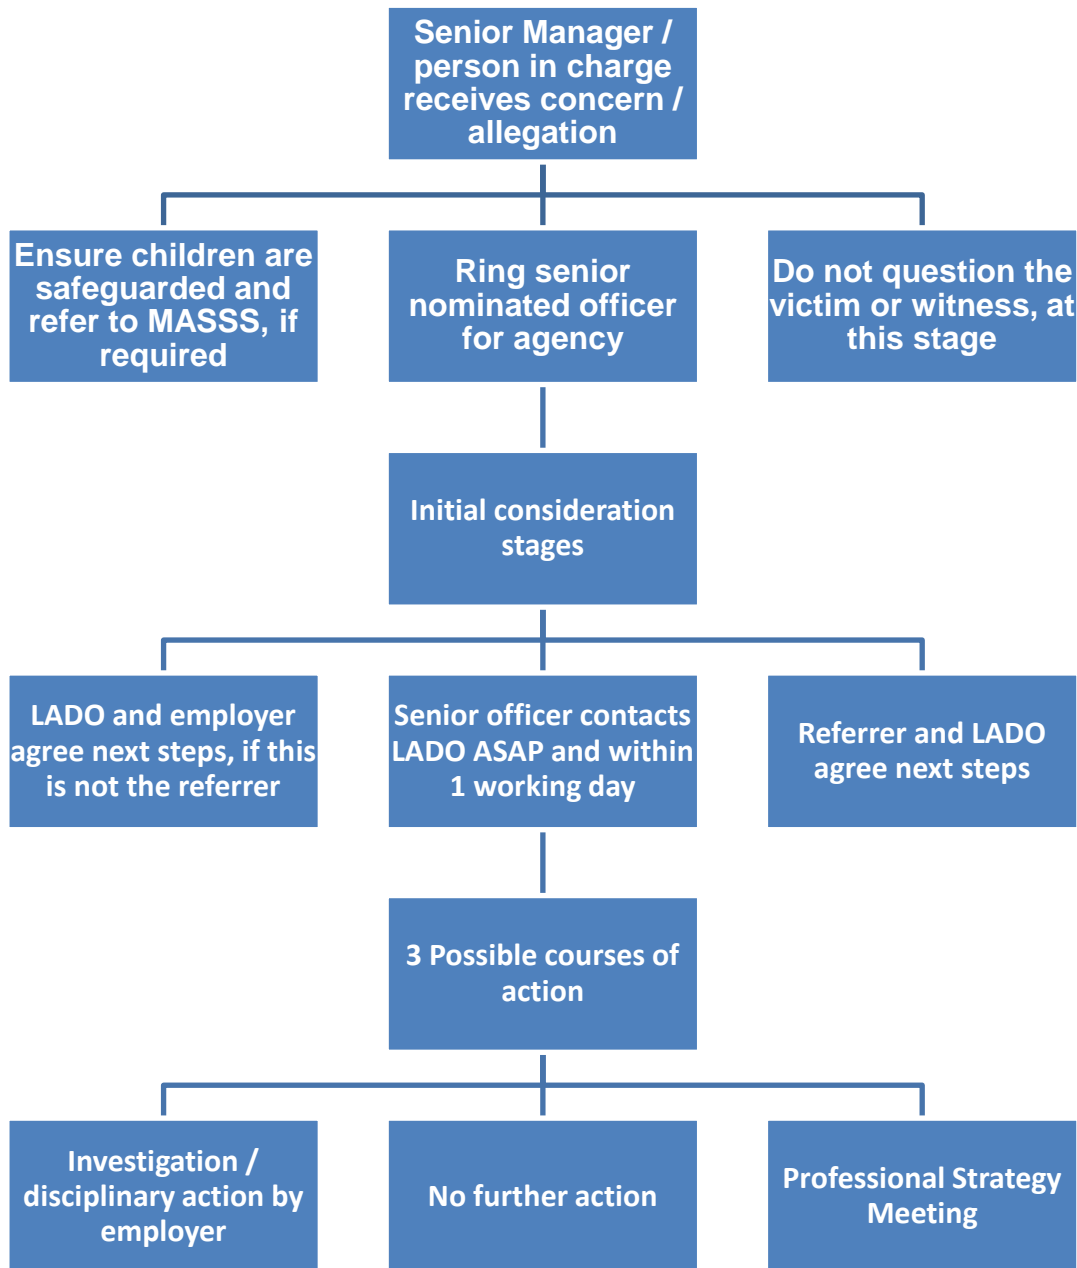 Senior Manager /
person in charge
receives concern /
allegation
Ensure children are
safeguarded and
refer to MASSS, if
required
Ring senior
nominated officer
for agency
Do not question the
victim or witness, at
this stage
Initial consideration
stages
LADO and employer
agree next steps, if this
is not the referrer
Senior officer contacts
LADO ASAP and within
1 working day
Referrer and LADO
agree next steps
3 Possible courses of
action
Investigation /
disciplinary action by
employer
No further action
Professional Strategy
Meeting